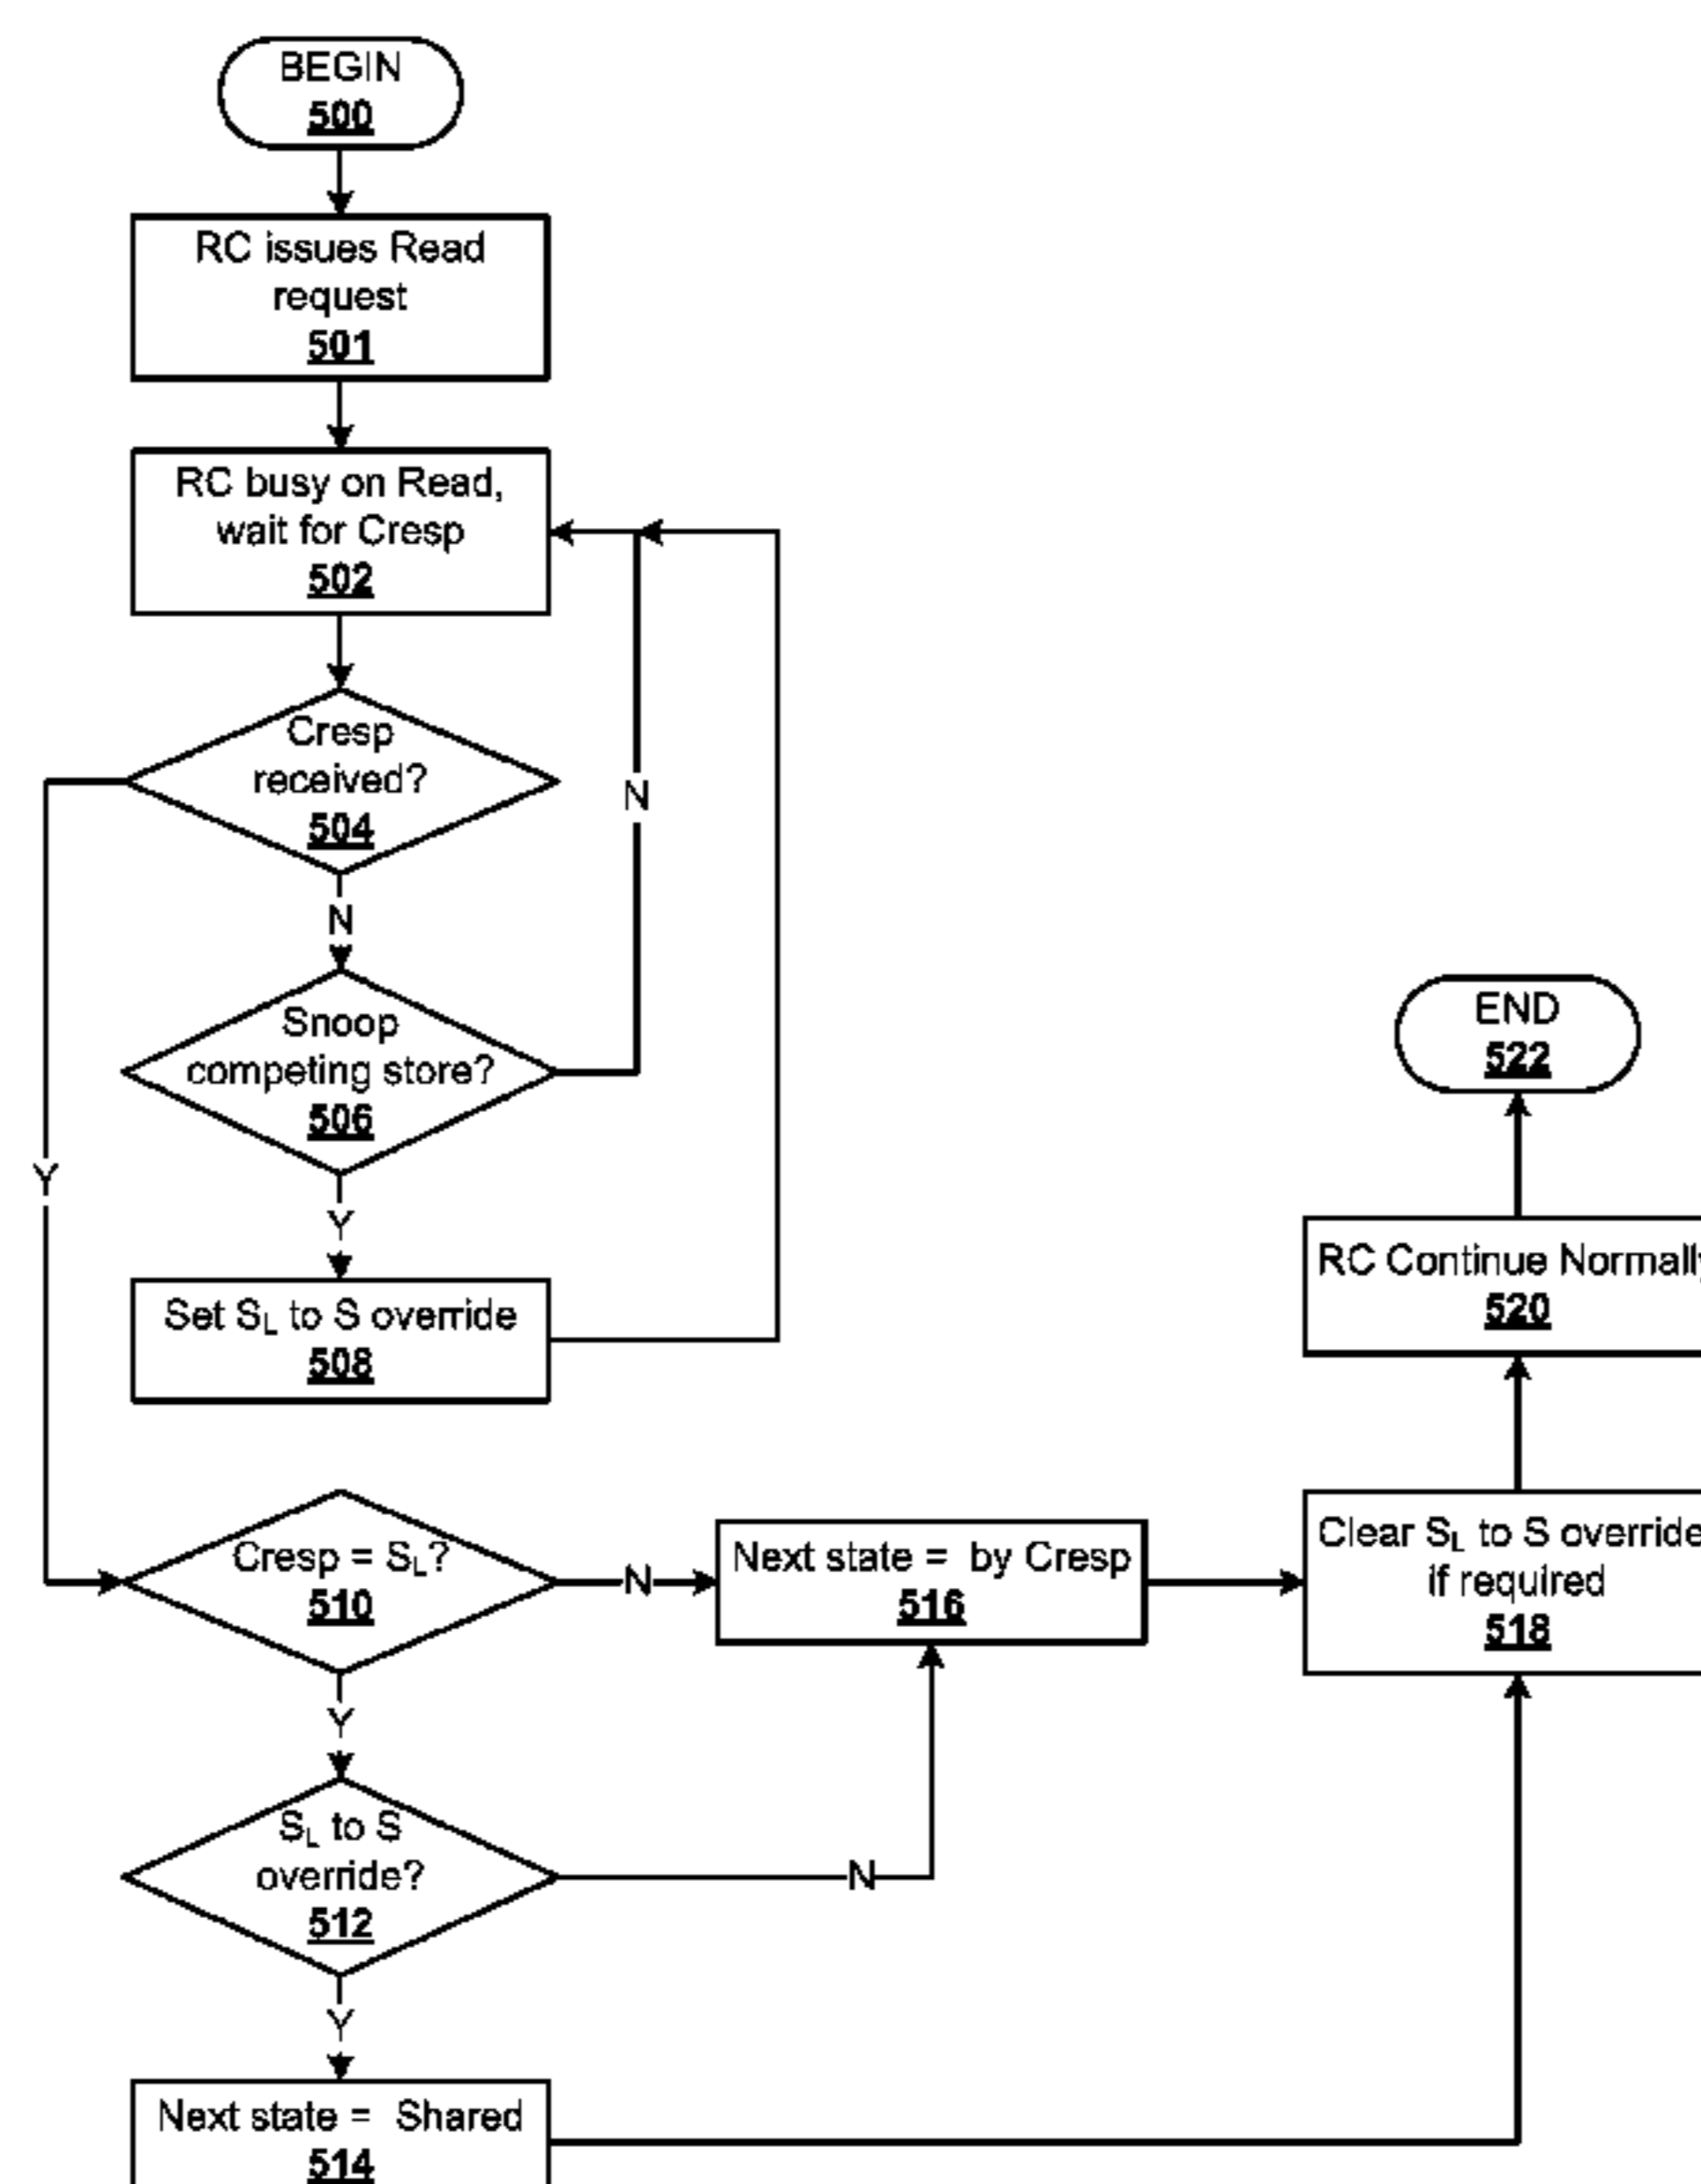 BEGIN
500
RC issues Read
request
501
RC busy on Read,
wait for Cresp
502
Cresp
received?
504
N
N
Snoop
competing store?
506
Y
Y
Set SL to S override
508
Cresp = SL?
510
N
Next state = by Cresp
516
Y
SL to S
override?
512
N
Y
Next state = Shared
514
Clear SL to S override
if required
518
RC Continue Normally
520
END
522